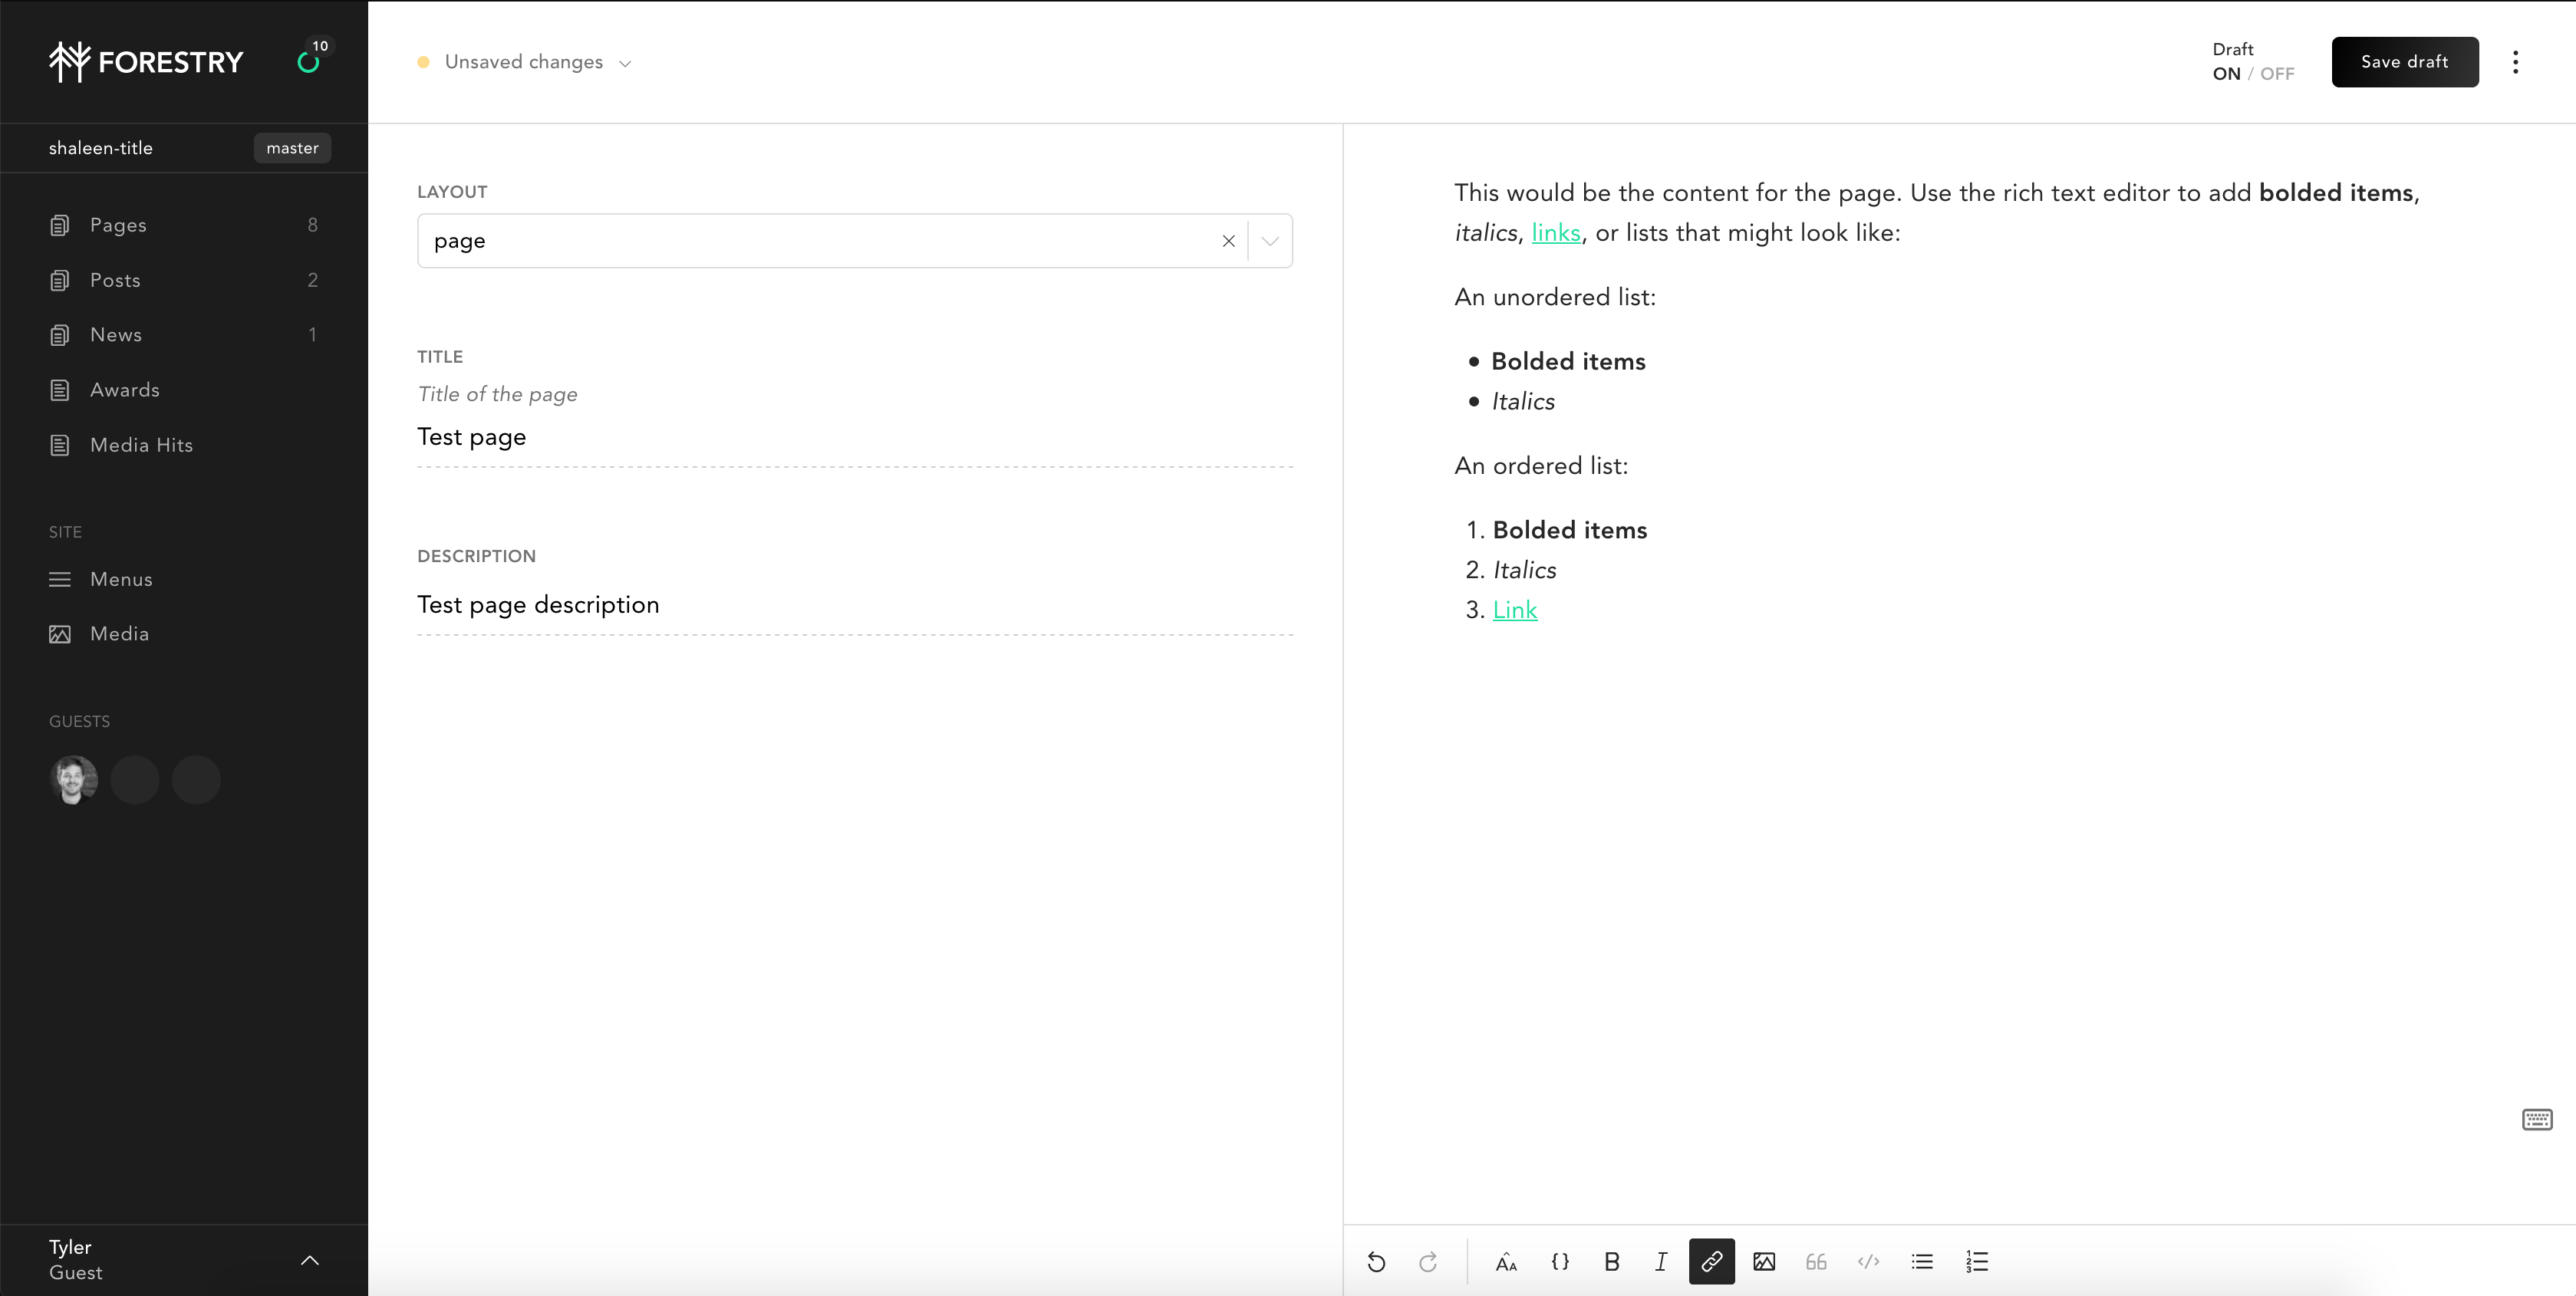 FORESTRY
10
shaleen-title
master
Pages 8
Posts 2
News 1
Awards
Media Hits
SITE
Menus
Media
GUESTS
Tyler
Guest
Unsaved changes
Draft
ON / OFF
Save draft
LAYOUT
page
TITLE
Title of the page
Test page
DESCRIPTION
Test page description
This would be the content for the page. Use the rich text editor to add bolded items,
italics, links, or lists that might look like:
An unordered list:
• Bolded items
• Italics
An ordered list:
1. Bolded items
2. Italics
3. Link